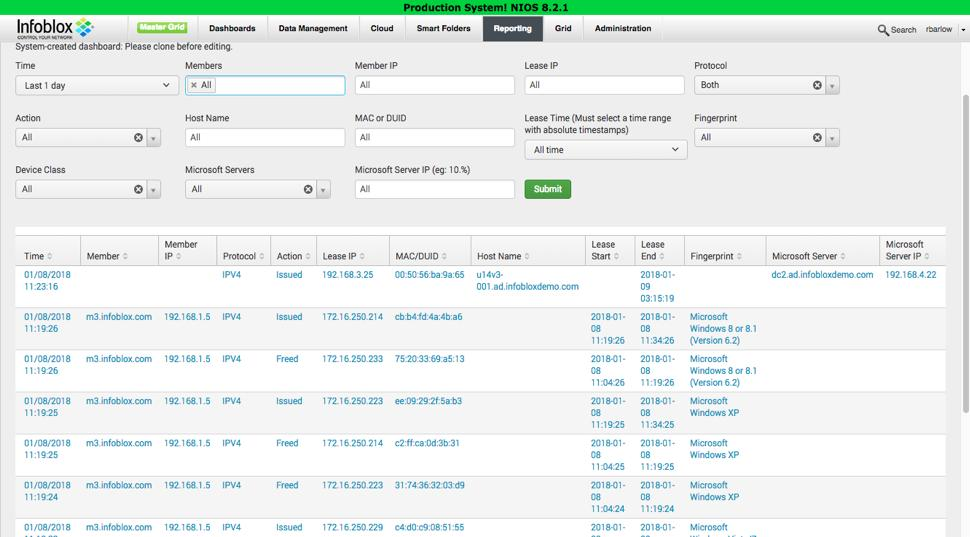 Production System! NIOS 8.2.1
Infoblox
CONTROL YOUR NETWORK
Master Grid
Dashboards
Data Management
Cloud
Smart Folders
Reporting
Grid
Administration
Search
rbarlow
System-created dashboard: Please clone before editing.
Time
Members
Member IP
Lease IP
Protocol
Last 1 day
All
All
All
Both
Action
Host Name
MAC or DUID
Lease Time (Must select a time range
with absolute timestamps)
Fingerprint
All
All
All
All time
All
Device Class
Microsoft Servers
Microsoft Server IP (eg: 10.%)
All
All
All
Submit
Time
Member
Member
IP
Protocol
Action
Lease IP
MAC/DUID
Host Name
Lease
Start
Lease
End
Fingerprint
Microsoft Server
Microsoft
Server IP
01/08/2018
11:23:16
IPV4
Issued
192.168.3.25
00:50:56:ba:9a:65
u14v3-
001.ad.infobloxdemo.com
2018-01-
09
03:15:19
dc2.ad.infobloxdemo.com
192.168.4.22
01/08/2018
11:19:26
m3.infoblox.com
192.168.1.5
IPV4
Issued
172.16.250.214
cb:b4:fd:4a:4b:a6
2018-01-
08
11:19:26
2018-01-
08
11:34:26
Microsoft
Windows 8 or 8.1
(Version 6.2)
01/08/2018
11:19:26
m3.infoblox.com
192.168.1.5
IPV4
Freed
172.16.250.233
75:20:33:69:a5:13
2018-01-
08
11:04:26
2018-01-
08
11:19:26
Microsoft
Windows 8 or 8.1
(Version 6.2)
01/08/2018
11:19:25
m3.infoblox.com
192.168.1.5
IPV4
Issued
172.16.250.223
ee:09:29:2f:5a:b3
2018-01-
08
11:19:25
2018-01-
08
11:34:25
Microsoft
Windows XP
01/08/2018
11:19:25
m3.infoblox.com
192.168.1.5
IPV4
Freed
172.16.250.214
c2:ff:ca:0d:3b:31
2018-01-
08
11:04:25
2018-01-
08
11:19:25
Microsoft
Windows XP
01/08/2018
11:19:24
m3.infoblox.com
192.168.1.5
IPV4
Freed
172.16.250.223
31:74:36:32:03:d9
2018-01-
08
11:04:24
2018-01-
08
11:19:24
Microsoft
Windows XP
01/08/2018
m3.infoblox.com
192.168.1.5
IPV4
Issued
172.16.250.229
c4:d0:c9:08:51:55
2018-01-
08
2018-01-
08
Microsoft